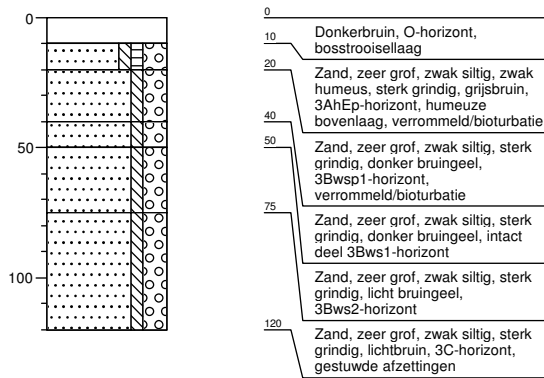 0
50
100
0
Donkerbruin, O-horizont,
bosstrooisellaag
10
Zand, zeer grof, zwak siltig, zwak
humeus, sterk grindig, grijsbruin,
3AhEp-horizont, humeuze
bovenlaag, verrommeld/bioturbatie
20
Zand, zeer grof, zwak siltig, sterk
grindig, donker bruingeel,
3Bwsp1-horizont,
verrommeld/bioturbatie
40
Zand, zeer grof, zwak siltig, sterk
grindig, donker bruingeel, intact
deel 3Bws1-horizont
50
Zand, zeer grof, zwak siltig, sterk
grindig, licht bruingeel,
3Bws2-horizont
75
Zand, zeer grof, zwak siltig, sterk
grindig, lichtbruin, 3C-horizont,
gestuwde afzettingen
120